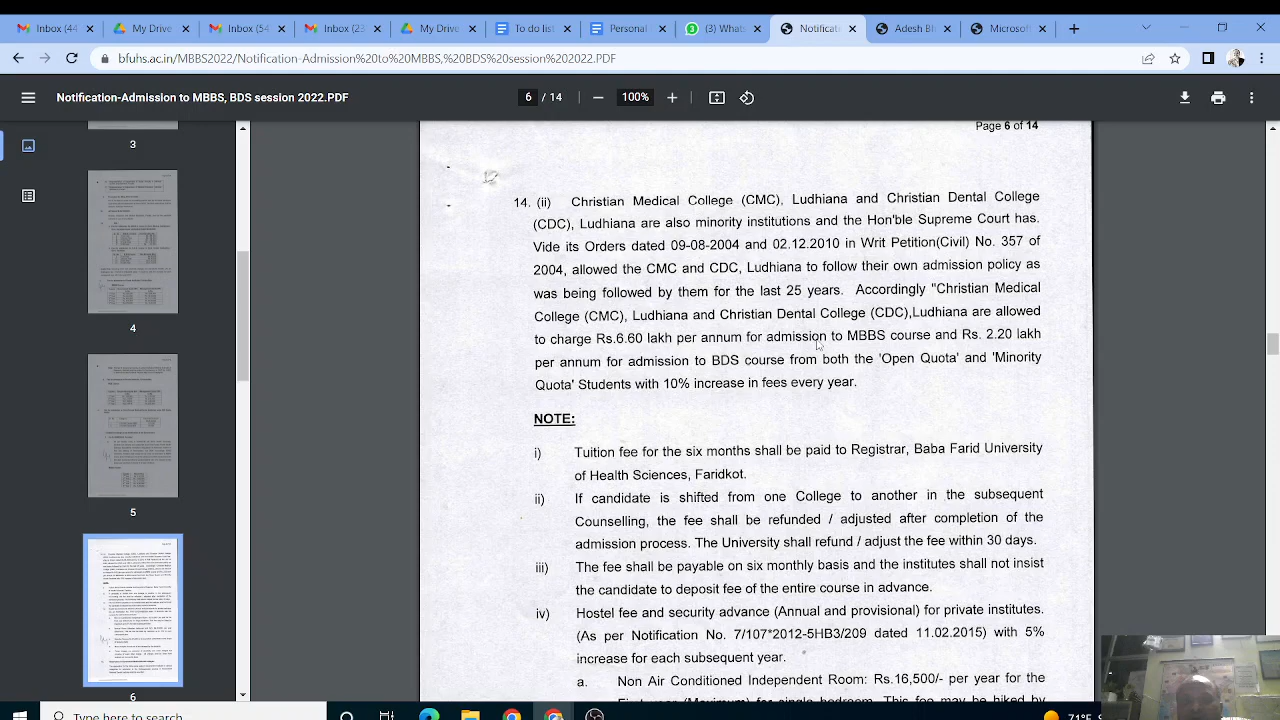 Inbox (44
My Drive
Inbox (54
Inbox (23
My Drive
To do list
Personal
(3) Whats
Notificati
Adesh Bh
Microsof
bfuhs.ac.in/MBBS2022/Notification-Admission%20to%20MBBS,%20BDS%20session%202022.PDF
Notification-Admission to MBBS, BDS session 2022.PDF
6 / 14
100%
3
4
5
6
Page 6 of 14
14. (ii) Christian Medical College (CMC), Ludhiana and Christian Dental College
(CDC), Ludhiana are also minority institutions and the Hon'ble Supreme Court has,
Vide its Orders dated 09-08-2004 and 02.12.2010 in Writ Petition(Civil) No. 357 of
allowed the CMC and CDC, Ludhiana to follow their own admission policy as
was being followed by them for the last 25 years. Accordingly "Christian Medical
College (CMC), Ludhiana and Christian Dental College (CDC),Ludhiana are allowed
to charge Rs.6.60 lakh per annum for admission to MBBS course and Rs. 2.20 lakh
per annum for admission to BDS course from both the 'Open Quota' and 'Minority
Quota' Students with 10% increase in fees every year.
NOTE:
i) Tuition fee for the six months shall be paid to Registrar, Baba Farid University
of Health Sciences, Faridkot.
ii) If candidate is shifted from one College to another in the subsequent
Counselling, the fee shall be refunded / adjusted after completion of the
admission process. The University shall refund / adjust the fee within 30 days.
iii) The fee shall be payable on six monthly basis and the institutes shall not insist
the candidate to deposit fee of the entire course in advance.
Hostel fee and security advance (Annual and provisional) for private institutes
(As per Notification No. 7/107*2012-5HB3/209 dated 11.02.2015) with 5%
increase for each subsequent year.
a. Non Air Conditioned Independent Room: Rs.16,500/- per year for the
First year (Maximum) for single bedroom. This fee may be hiked by
Type here to search
71°F